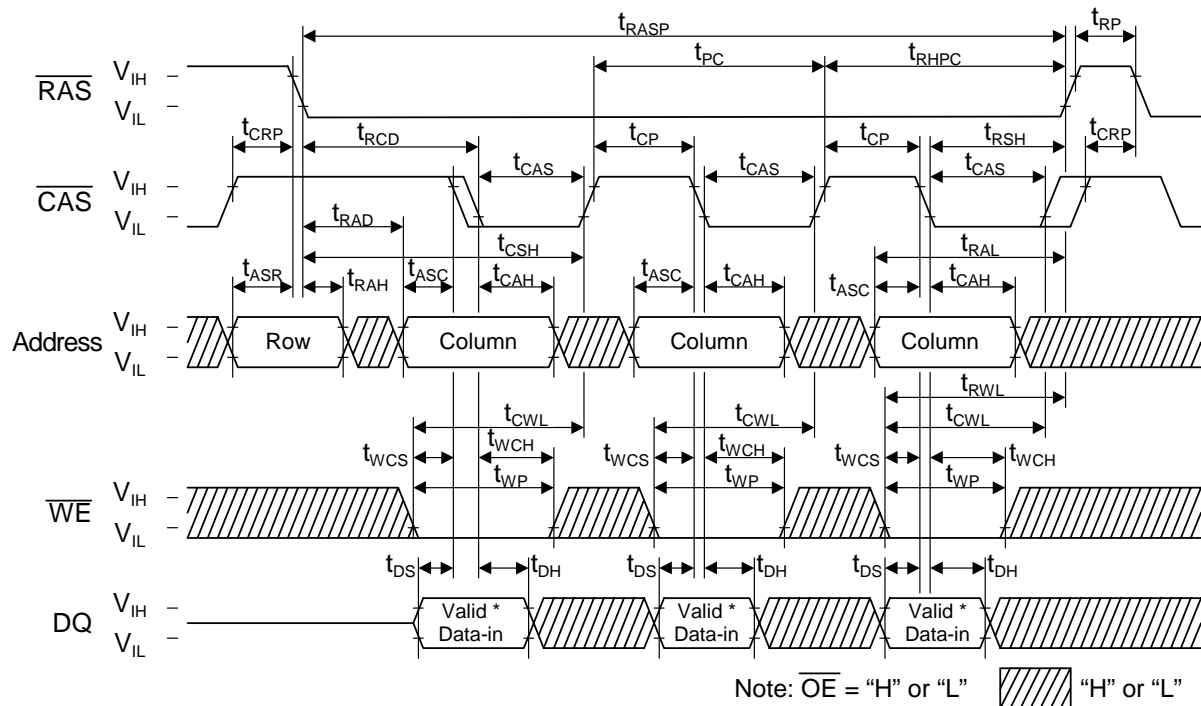 tRASP
tRP
tPC
tRHPC
RAS
VIH
VIL
tCRP
tRCD
tCP
tCP
tRSH
tCRP
tCAS
tCAS
tCAS
CAS
VIH
VIL
tRAD
tCSH
tRAL
tASR
tRAH
tASC
tCAH
tASC
tCAH
tASC
tCAH
Address
VIH
VIL
Row
Column
Column
Column
tRWL
tCWL
tCWL
tCWL
tWCS
tWCH
tWCS
tWCH
tWCS
tWCH
tWP
tWP
tWP
WE
VIH
VIL
tDS
tDH
tDS
tDH
tDS
tDH
DQ
VIH
VIL
Valid *
Data-in
Valid *
Data-in
Valid *
Data-in
Note: OE = “H” or “L”
“H” or “L”